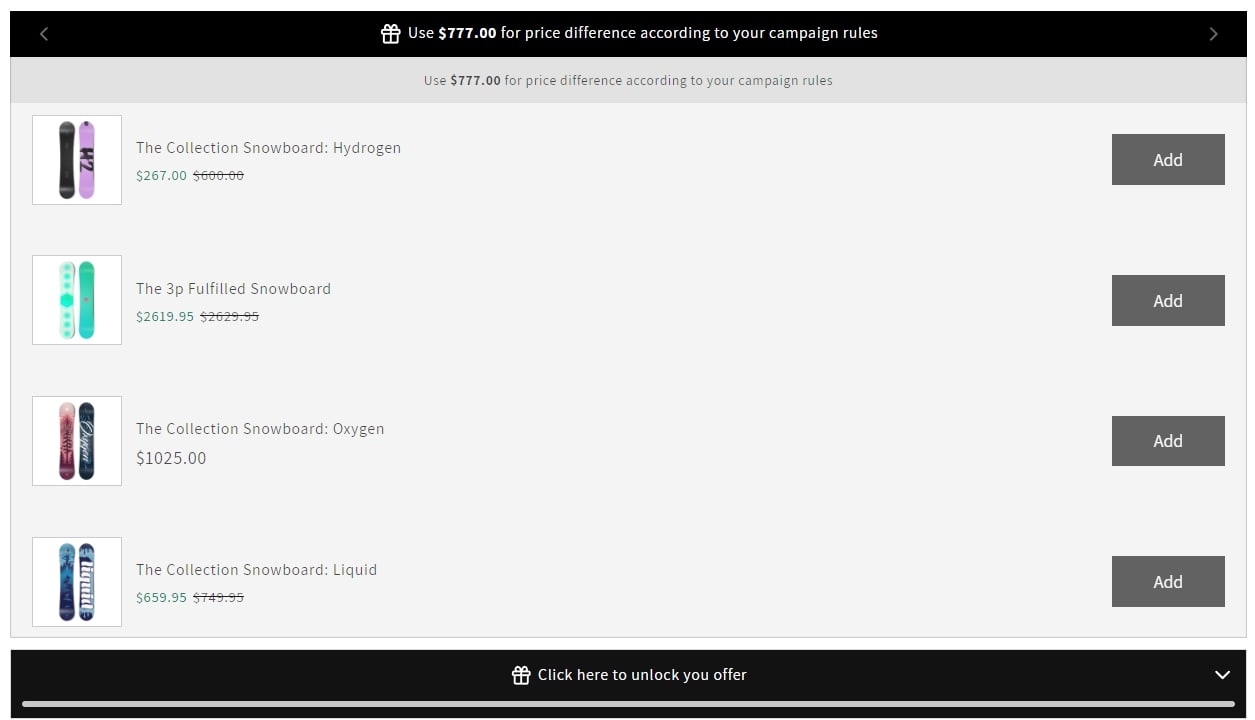 Use $777.00 for price difference according to your campaign rules
Use $777.00 for price difference according to your campaign rules
The Collection Snowboard: Hydrogen
$267.00 $600.00
Add
The 3p Fulfilled Snowboard
$2619.95 $2629.95
Add
The Collection Snowboard: Oxygen
$1025.00
Add
The Collection Snowboard: Liquid
$659.95 $749.95
Add
Click here to unlock you offer